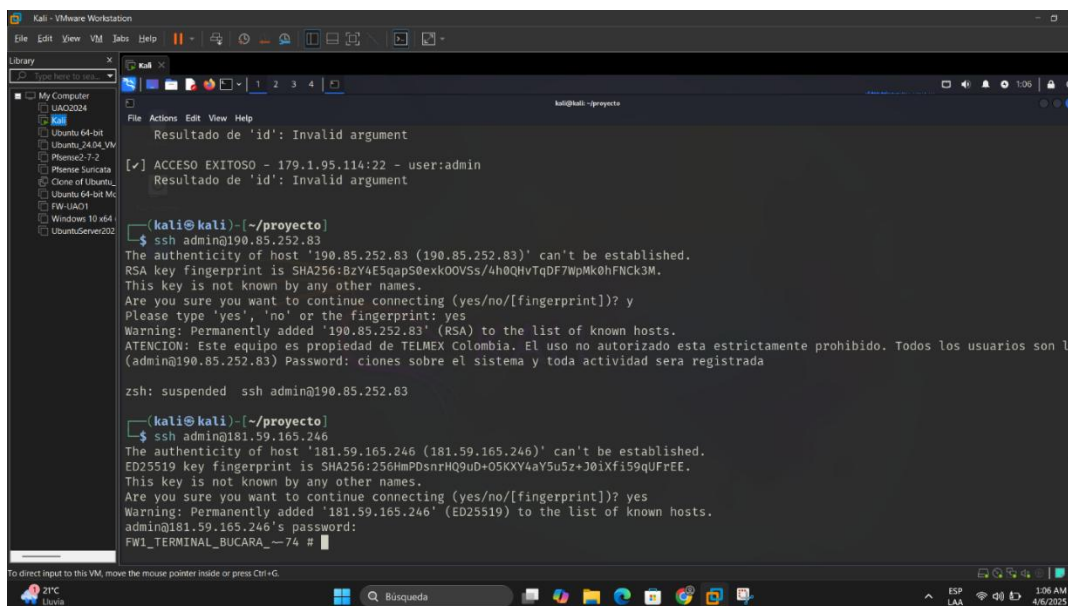 Kali - VMware Workstation
File Edit View VM Tabs Help
Library
Kali
Type here to sea...
1 2 3 4
1:06
My Computer
UAO2024
Kali
Ubuntu 64-bit
Ubuntu_24.04_VM
Pfsense2-7-2
Pfsense Suricata
Clone of Ubuntu_
Ubuntu 64-bit Mo
FW-UAO1
Windows 10 x64
UbuntuServer202
kali@kali: ~/proyecto
File Actions Edit View Help
Resultado de 'id': Invalid argument
[✔] ACCESO EXITOSO - 179.1.95.114:22 - user:admin
Resultado de 'id': Invalid argument
┌──(kali㉿kali)-[~/proyecto]
└─$ ssh admin@190.85.252.83
The authenticity of host '190.85.252.83 (190.85.252.83)' can't be established.
RSA key fingerprint is SHA256:BzY4E5qapS0exkOOVSs/4h0QHvTqDF7WpMk0hFNCk3M.
This key is not known by any other names.
Are you sure you want to continue connecting (yes/no/[fingerprint])? y
Please type 'yes', 'no' or the fingerprint: yes
Warning: Permanently added '190.85.252.83' (RSA) to the list of known hosts.
ATENCION: Este equipo es propiedad de TELMEX Colombia. El uso no autorizado esta estrictamente prohibido. Todos los usuarios son l
(admin@190.85.252.83) Password: ciones sobre el sistema y toda actividad sera registrada
zsh: suspended  ssh admin@190.85.252.83
┌──(kali㉿kali)-[~/proyecto]
└─$ ssh admin@181.59.165.246
The authenticity of host '181.59.165.246 (181.59.165.246)' can't be established.
ED25519 key fingerprint is SHA256:256HmPDsnrHQ9uD+O5KXY4aY5u5z+J0iXfi59qUFrEE.
This key is not known by any other names.
Are you sure you want to continue connecting (yes/no/[fingerprint])? yes
Warning: Permanently added '181.59.165.246' (ED25519) to the list of known hosts.
admin@181.59.165.246's password:
FW1_TERMINAL_BUCARA_~74 #
To direct input to this VM, move the mouse pointer inside or press Ctrl+G.
21°C
Lluvia
Búsqueda
ESP
LAA
1:06 AM
4/6/2025